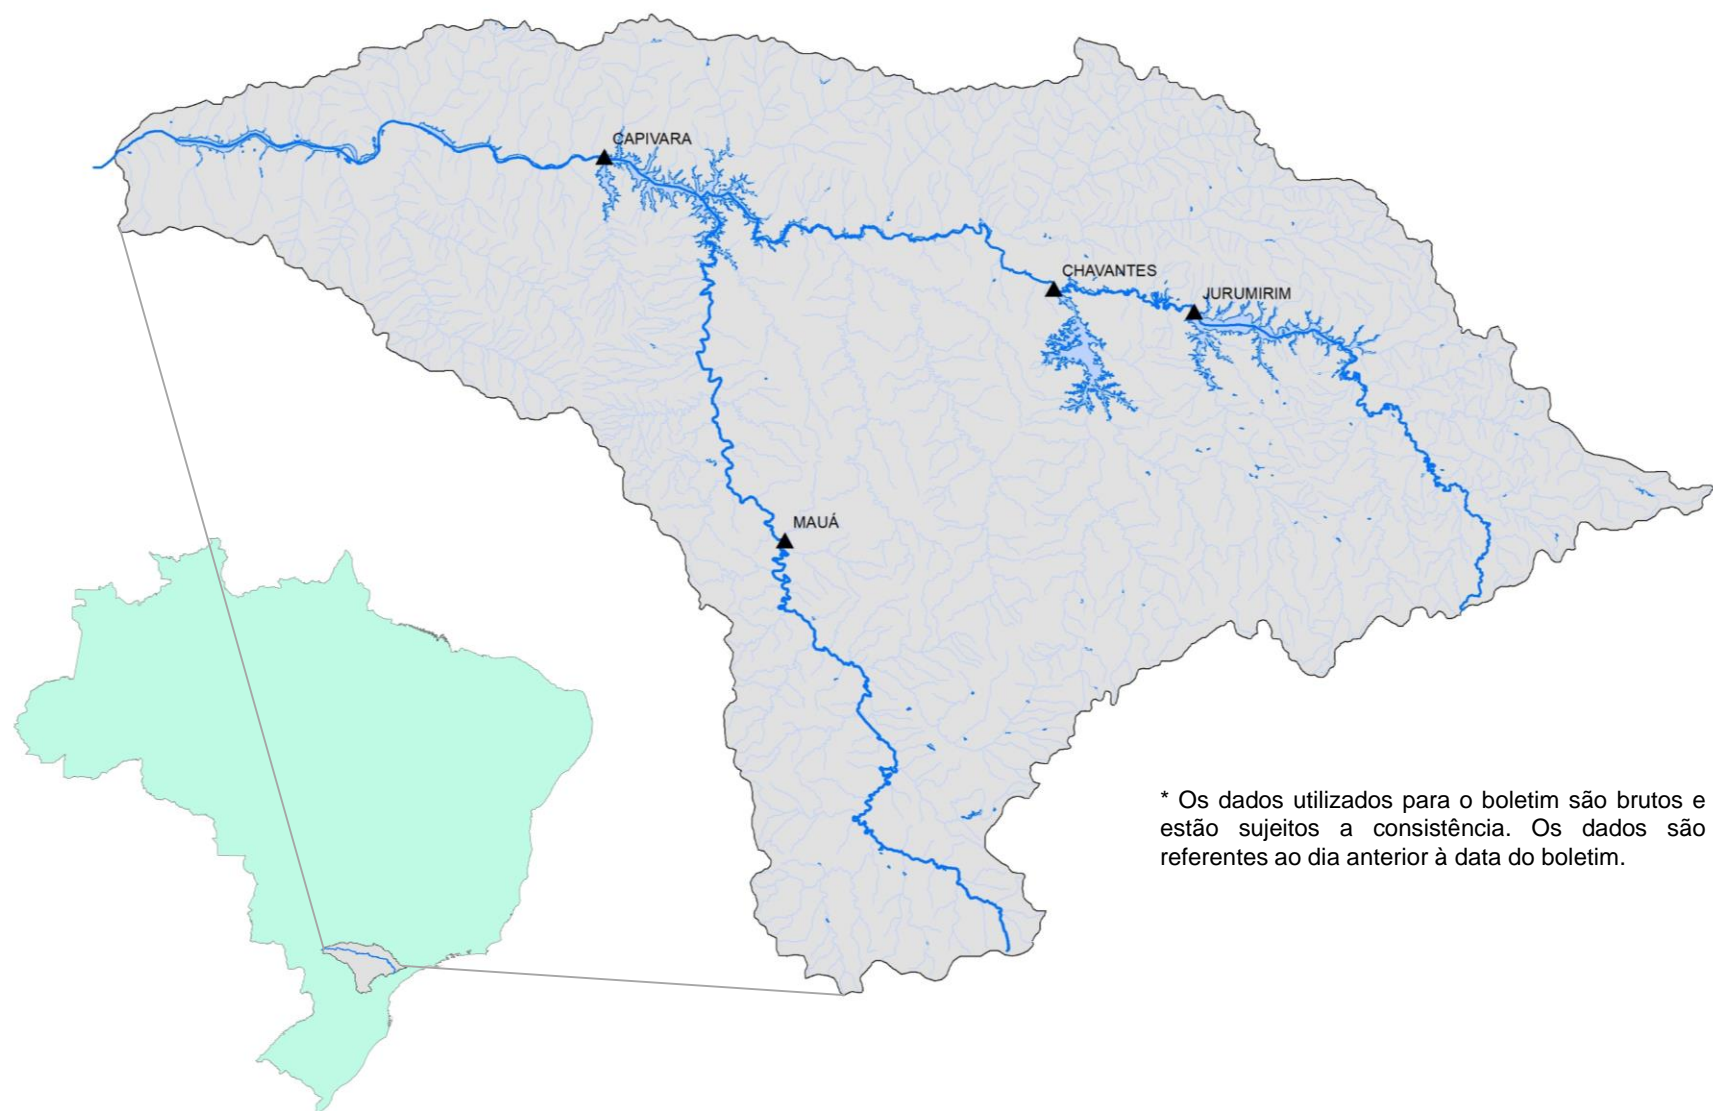 CAPIVARA
CHAVANTES
JURUMIRIM
MAUÁ
* Os dados utilizados para o boletim são brutos e
estão sujeitos a consistência. Os dados são
referentes ao dia anterior à data do boletim.